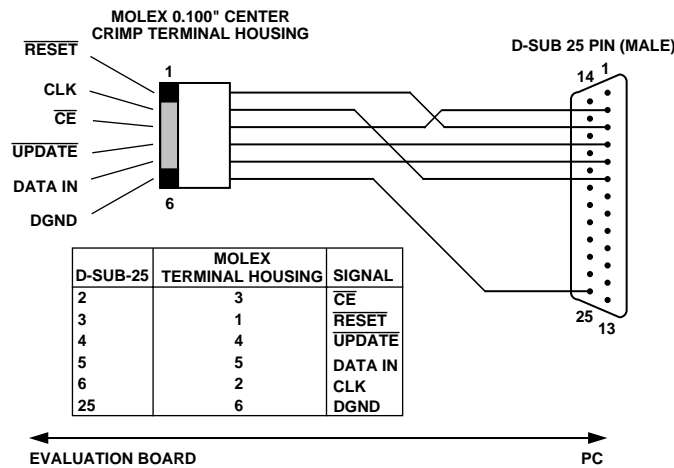 MOLEX 0.100" CENTER
CRIMP TERMINAL HOUSING
D-SUB 25 PIN (MALE)
RESET
CLK
CE
UPDATE
DATA IN
DGND
1
6
14 1
25
13
D-SUB-25 MOLEX TERMINAL HOUSING SIGNAL
2 3 CE
3 1 RESET
4 4 UPDATE
5 5 DATA IN
6 2 CLK
25 6 DGND
EVALUATION BOARD PC